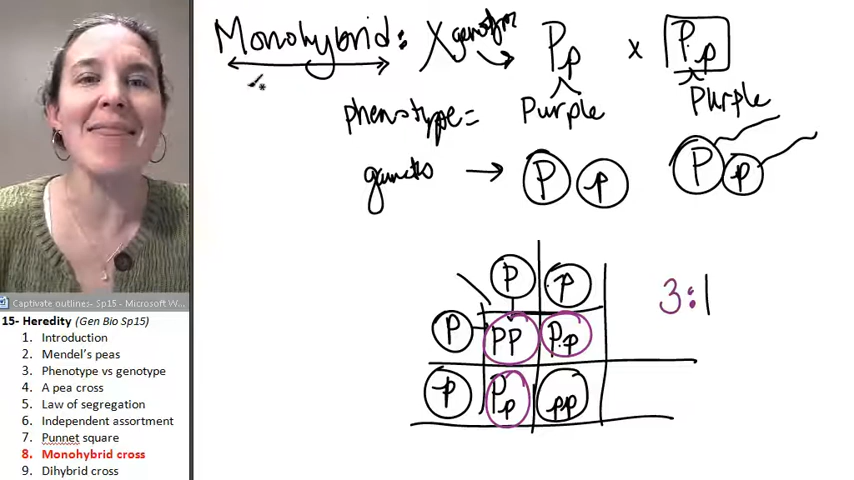 Monohybrid: X genotype → Pp x Pp
phenotype = Purple Purple
gametes → P p P p
P p
P PP Pp 3:1
p Pp pp
Captivate outlines- Sp15 - Microsoft W...
15- Heredity (Gen Bio Sp15)
1. Introduction
2. Mendel's peas
3. Phenotype vs genotype
4. A pea cross
5. Law of segregation
6. Independent assortment
7. Punnet square
8. Monohybrid cross
9. Dihybrid cross